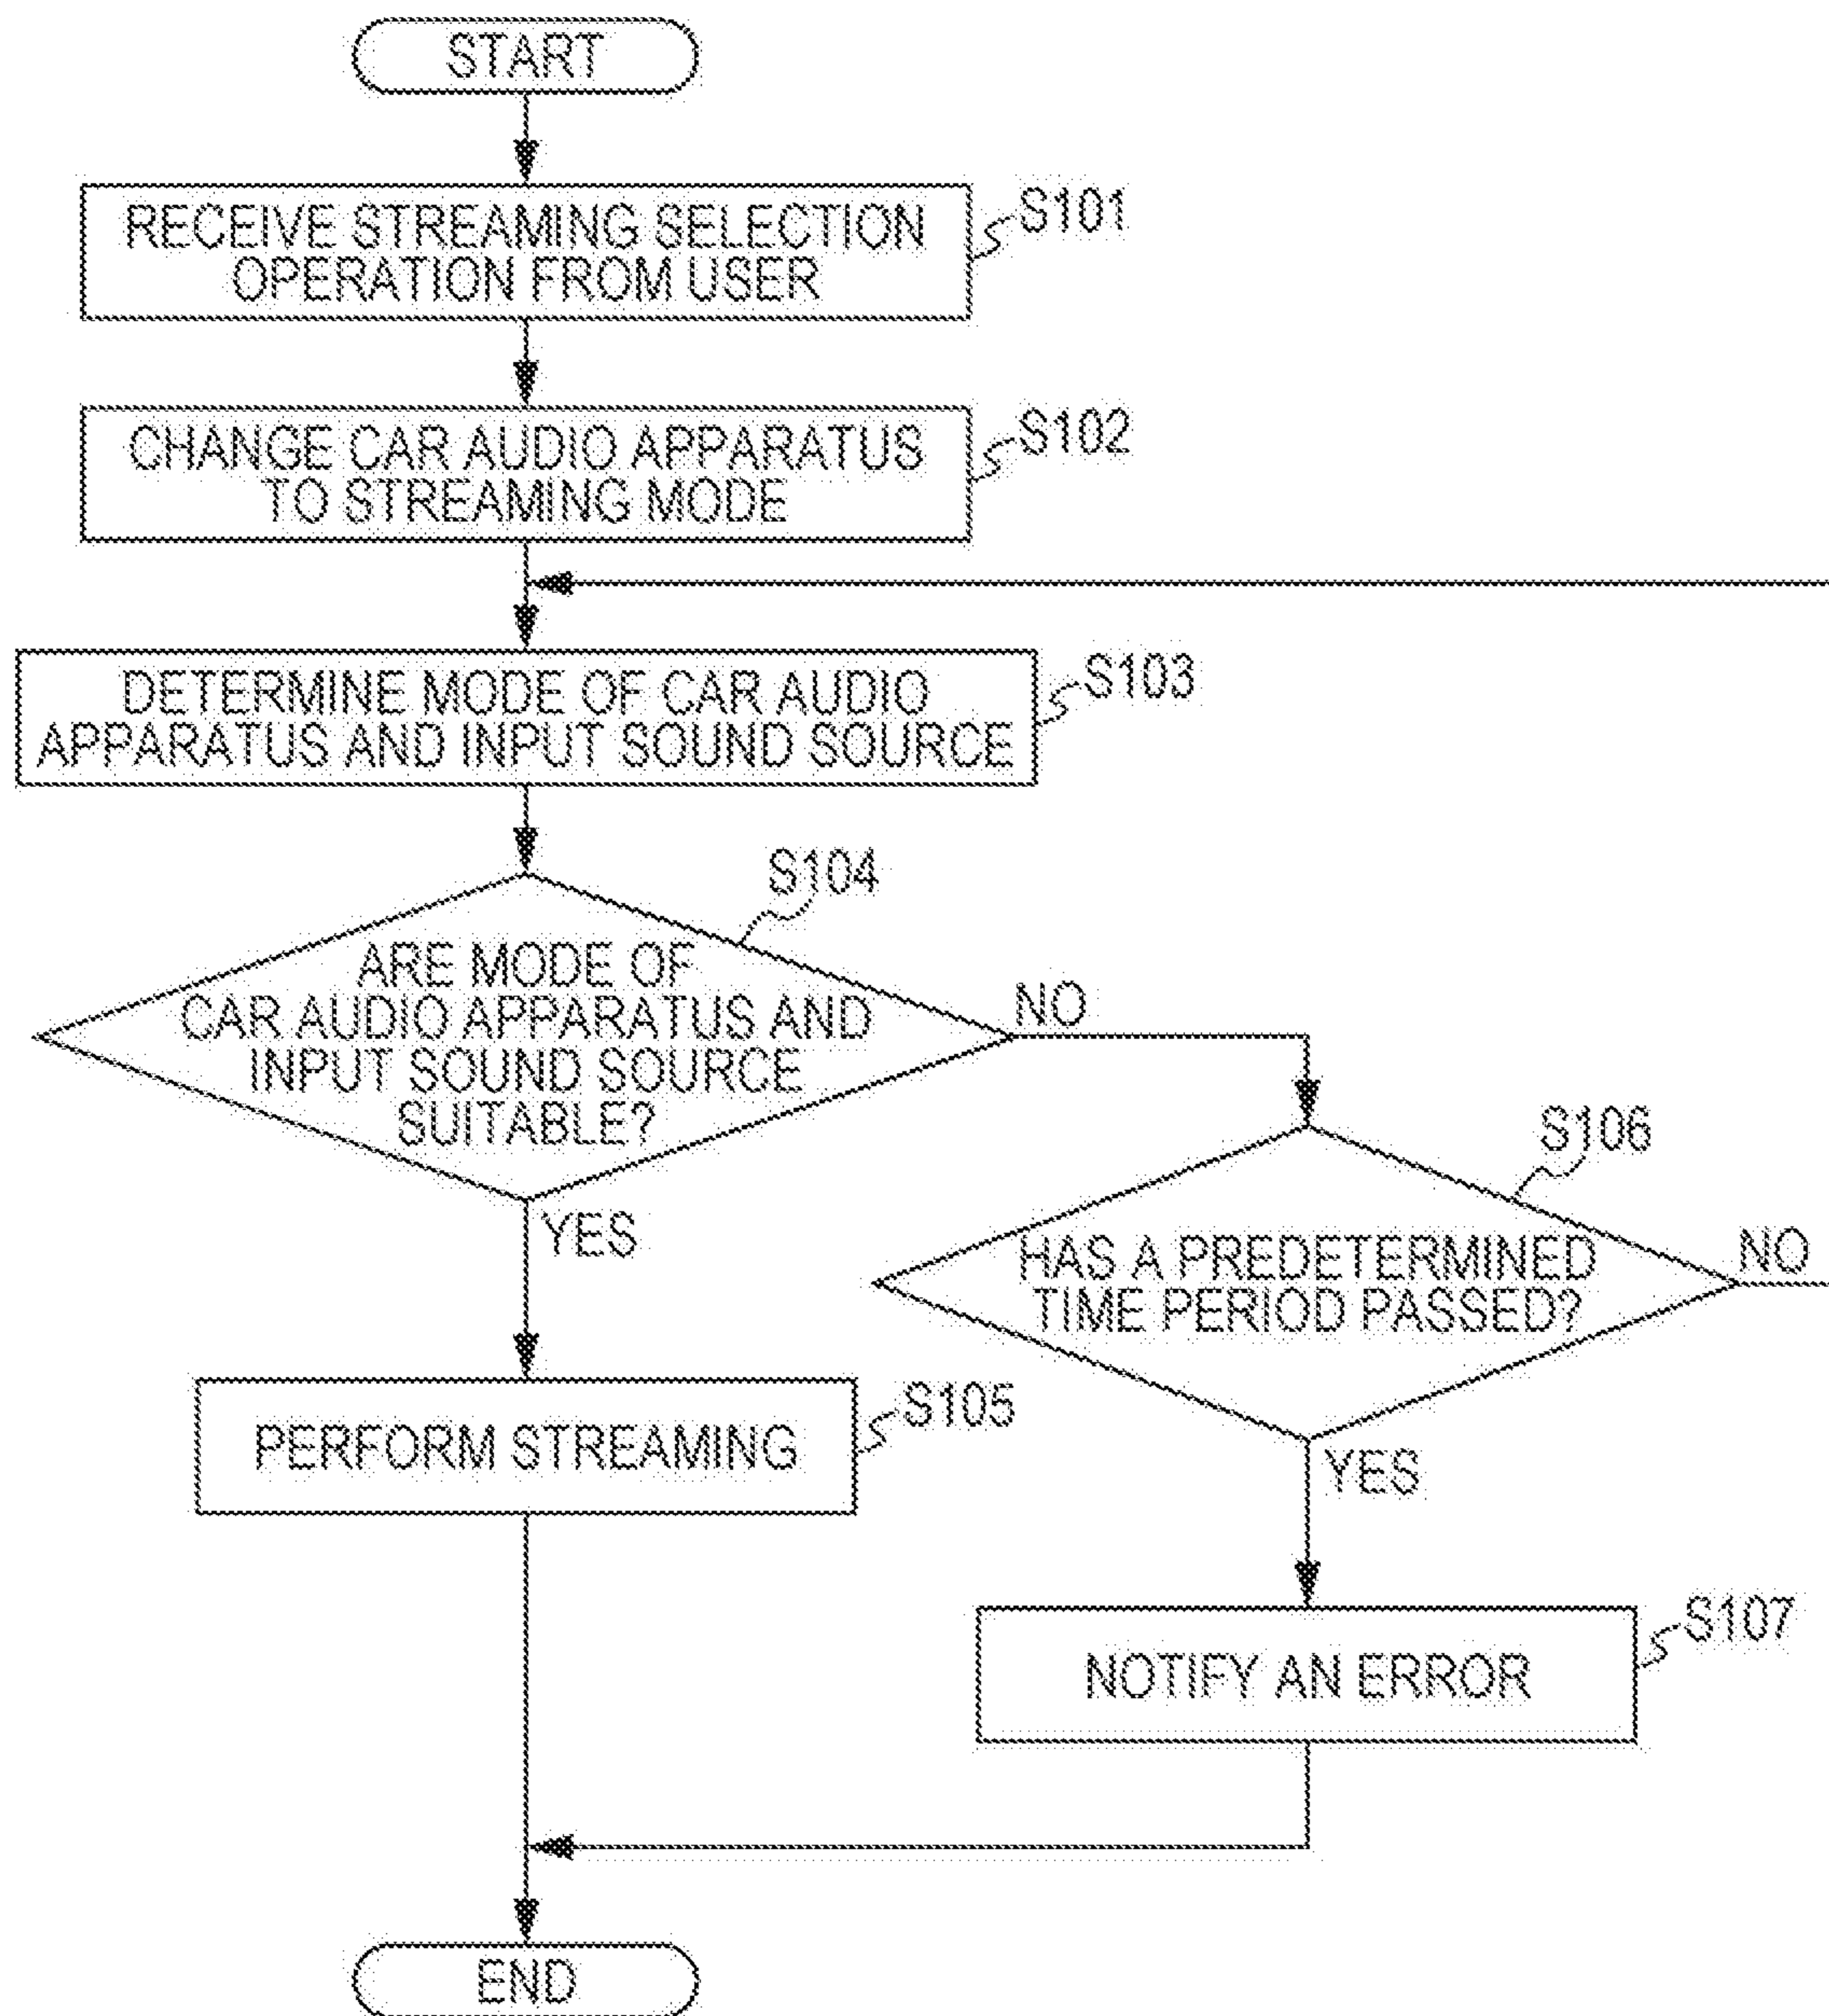 START
RECEIVE STREAMING SELECTION
OPERATION FROM USER
S101
CHANGE CAR AUDIO APPARATUS
TO STREAMING MODE
S102
DETERMINE MODE OF CAR AUDIO
APPARATUS AND INPUT SOUND SOURCE
S103
S104
ARE MODE OF
CAR AUDIO APPARATUS AND
INPUT SOUND SOURCE
SUITABLE?
NO
YES
S106
HAS A PREDETERMINED
TIME PERIOD PASSED?
NO
YES
PERFORM STREAMING
S105
NOTIFY AN ERROR
S107
END